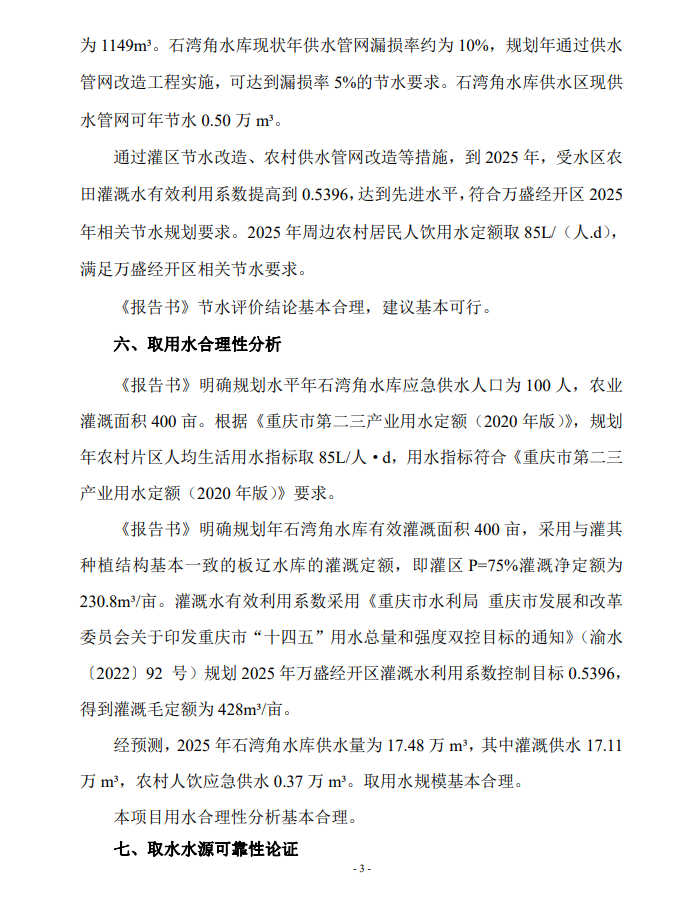 为 1149m³。石湾角水库现状年供水管网漏损率约为 10%，规划年通过供水
管网改造工程实施，可达到漏损率 5%的节水要求。石湾角水库供水区现供
水管网可年节水 0.50 万 m³。
通过灌区节水改造、农村供水管网改造等措施，到 2025 年，受水区农
田灌溉水有效利用系数提高到 0.5396，达到先进水平，符合万盛经开区 2025
年相关节水规划要求。2025 年周边农村居民人饮用水定额取 85L/（人.d），
满足万盛经开区相关节水要求。
《报告书》节水评价结论基本合理，建议基本可行。
六、取用水合理性分析
《报告书》明确规划水平年石湾角水库应急供水人口为 100 人，农业
灌溉面积 400 亩。根据《重庆市第二三产业用水定额（2020 年版）》，规划
年农村片区人均生活用水指标取 85L/人·d，用水指标符合《重庆市第二三
产业用水定额（2020 年版）》要求。
《报告书》明确规划年石湾角水库有效灌溉面积 400 亩，采用与灌其
种植结构基本一致的板辽水库的灌溉定额，即灌区 P=75%灌溉净定额为
230.8m³/亩。灌溉水有效利用系数采用《重庆市水利局 重庆市发展和改革
委员会关于印发重庆市“十四五”用水总量和强度双控目标的通知》（渝水
〔2022〕92 号）规划 2025 年万盛经开区灌溉水利用系数控制目标 0.5396，
得到灌溉毛定额为 428m³/亩。
经预测，2025 年石湾角水库供水量为 17.48 万 m³，其中灌溉供水 17.11
万 m³，农村人饮应急供水 0.37 万 m³。取用水规模基本合理。
本项目用水合理性分析基本合理。
七、取水水源可靠性论证
- 3 -